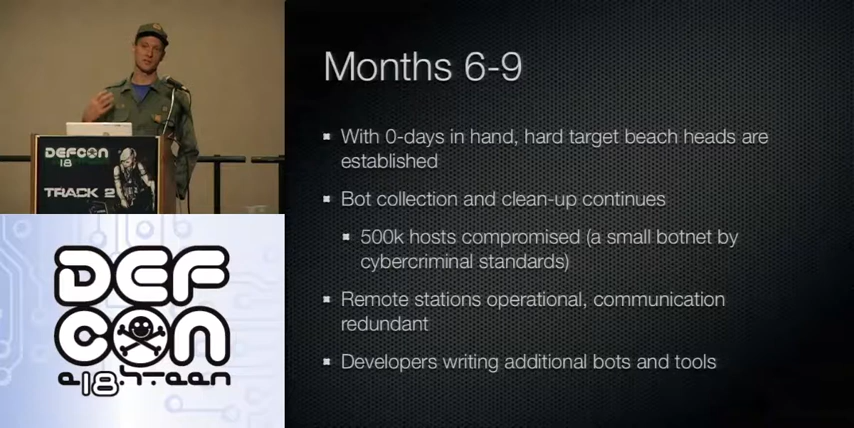 DEFCON
18
TRACK 2
DEF
CON
e18hteen
Months 6-9
With 0-days in hand, hard target beach heads are
established
Bot collection and clean-up continues
500k hosts compromised (a small botnet by
cybercriminal standards)
Remote stations operational, communication
redundant
Developers writing additional bots and tools